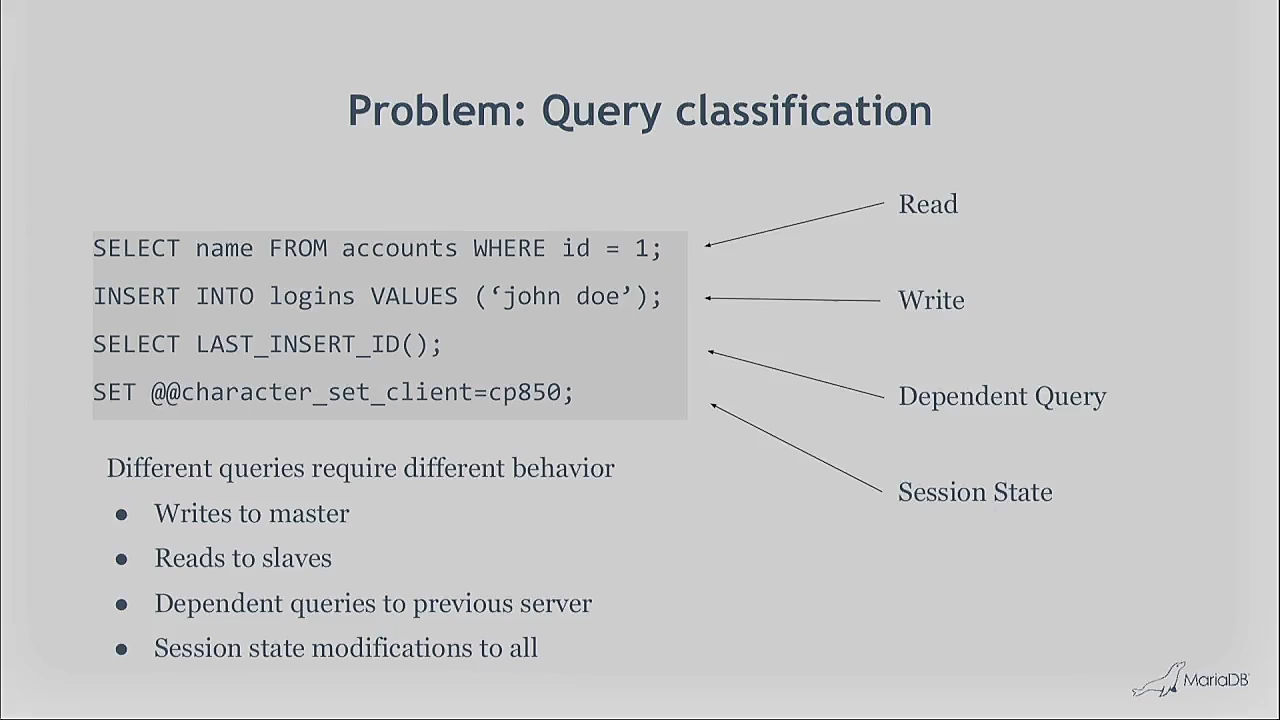 Problem: Query classification
SELECT name FROM accounts WHERE id = 1;
INSERT INTO logins VALUES (‘john doe’);
SELECT LAST_INSERT_ID();
SET @@character_set_client=cp850;
Read
Write
Dependent Query
Session State
Different queries require different behavior
● Writes to master
● Reads to slaves
● Dependent queries to previous server
● Session state modifications to all
MariaDB